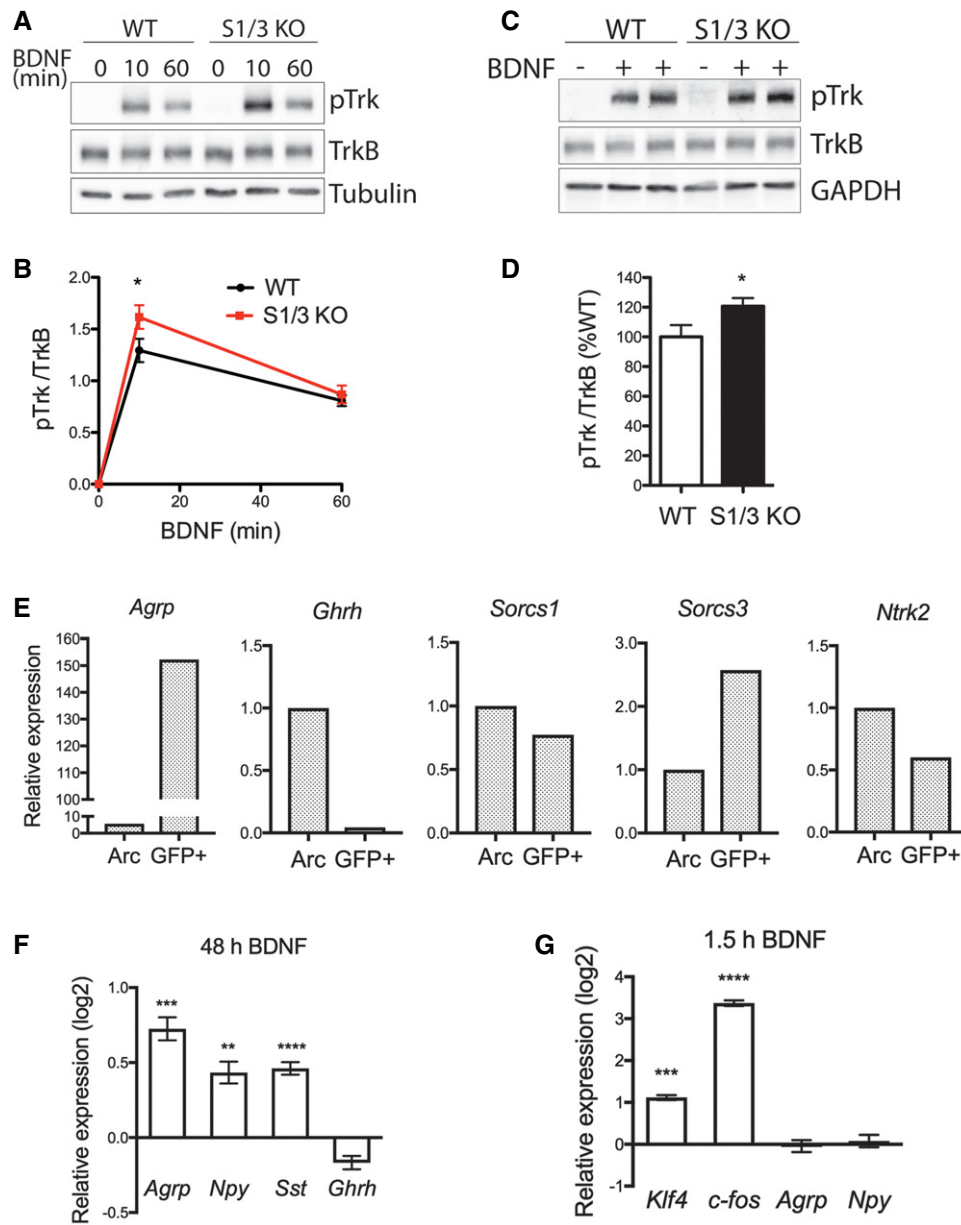 A
WT S1/3 KO
BDNF (min) 0 10 60 0 10 60
pTrk
TrkB
Tubulin
C
WT S1/3 KO
BDNF - + + - + +
pTrk
TrkB
GAPDH
B
2.0
1.5
1.0
0.5
0.0
pTrk /TrkB
*
WT
S1/3 KO
0 20 40 60
BDNF (min)
D
140
120
100
80
60
40
20
0
pTrk /TrkB (%WT)
*
WT S1/3 KO
E
Relative expression
Agrp
160
150
140
130
120
110
100
10
0
Arc GFP+
Ghrh
1.5
1.0
0.5
0.0
Arc GFP+
Sorcs1
1.5
1.0
0.5
0.0
Arc GFP+
Sorcs3
3.0
2.0
1.0
0.0
Arc GFP+
Ntrk2
1.5
1.0
0.5
0.0
Arc GFP+
F
48 h BDNF
Relative expression (log2)
1.0
0.5
0.0
-0.5
*** ** ****
Agrp Npy Sst Ghrh
G
1.5 h BDNF
Relative expression (log2)
4
3
2
1
0
-1
*** ****
Klf4 c-fos Agrp Npy